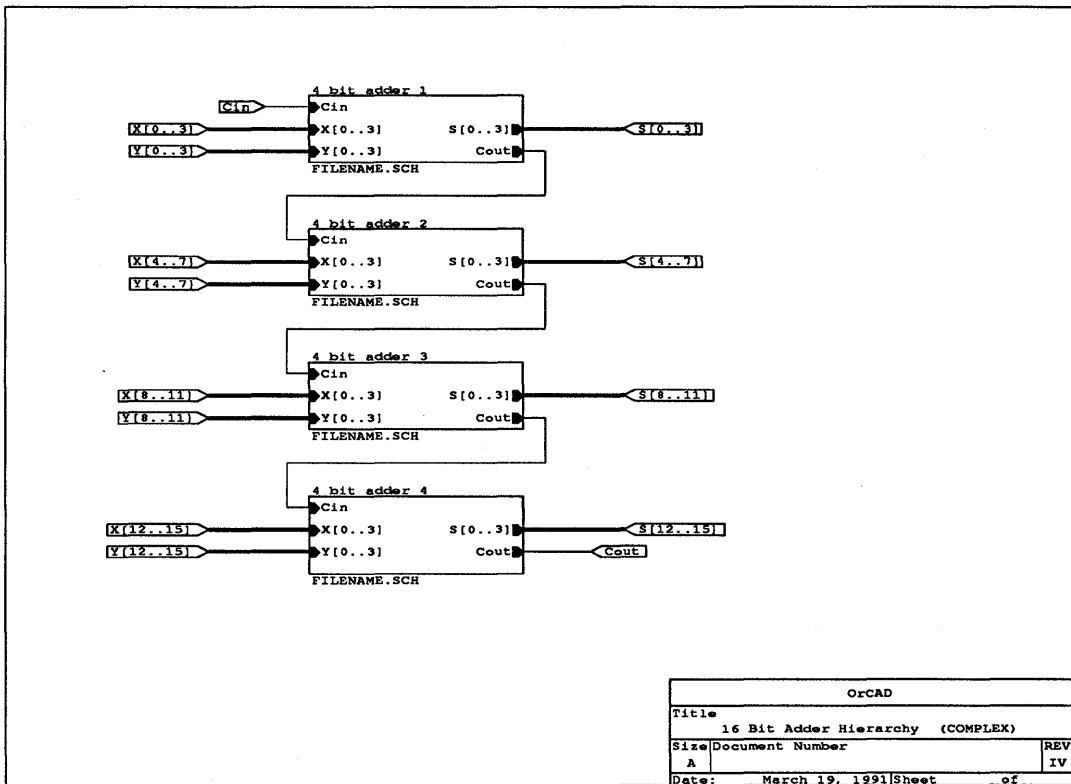 4 bit adder 1
Cin Cin
X[0..3] X[0..3] S[0..3] S[0..3]
Y[0..3] Y[0..3] Cout
FILENAME.SCH
4 bit adder 2
Cin
X[4..7] X[0..3] S[0..3] S[4..7]
Y[4..7] Y[0..3] Cout
FILENAME.SCH
4 bit adder 3
Cin
X[8..11] X[0..3] S[0..3] S[8..11]
Y[8..11] Y[0..3] Cout
FILENAME.SCH
4 bit adder 4
Cin
X[12..15] X[0..3] S[0..3] S[12..15]
Y[12..15] Y[0..3] Cout Cout
FILENAME.SCH
OrCAD
Title
16 Bit Adder Hierarchy (COMPLEX)
Size Document Number REV
A IV
Date: March 19, 1991 Sheet of